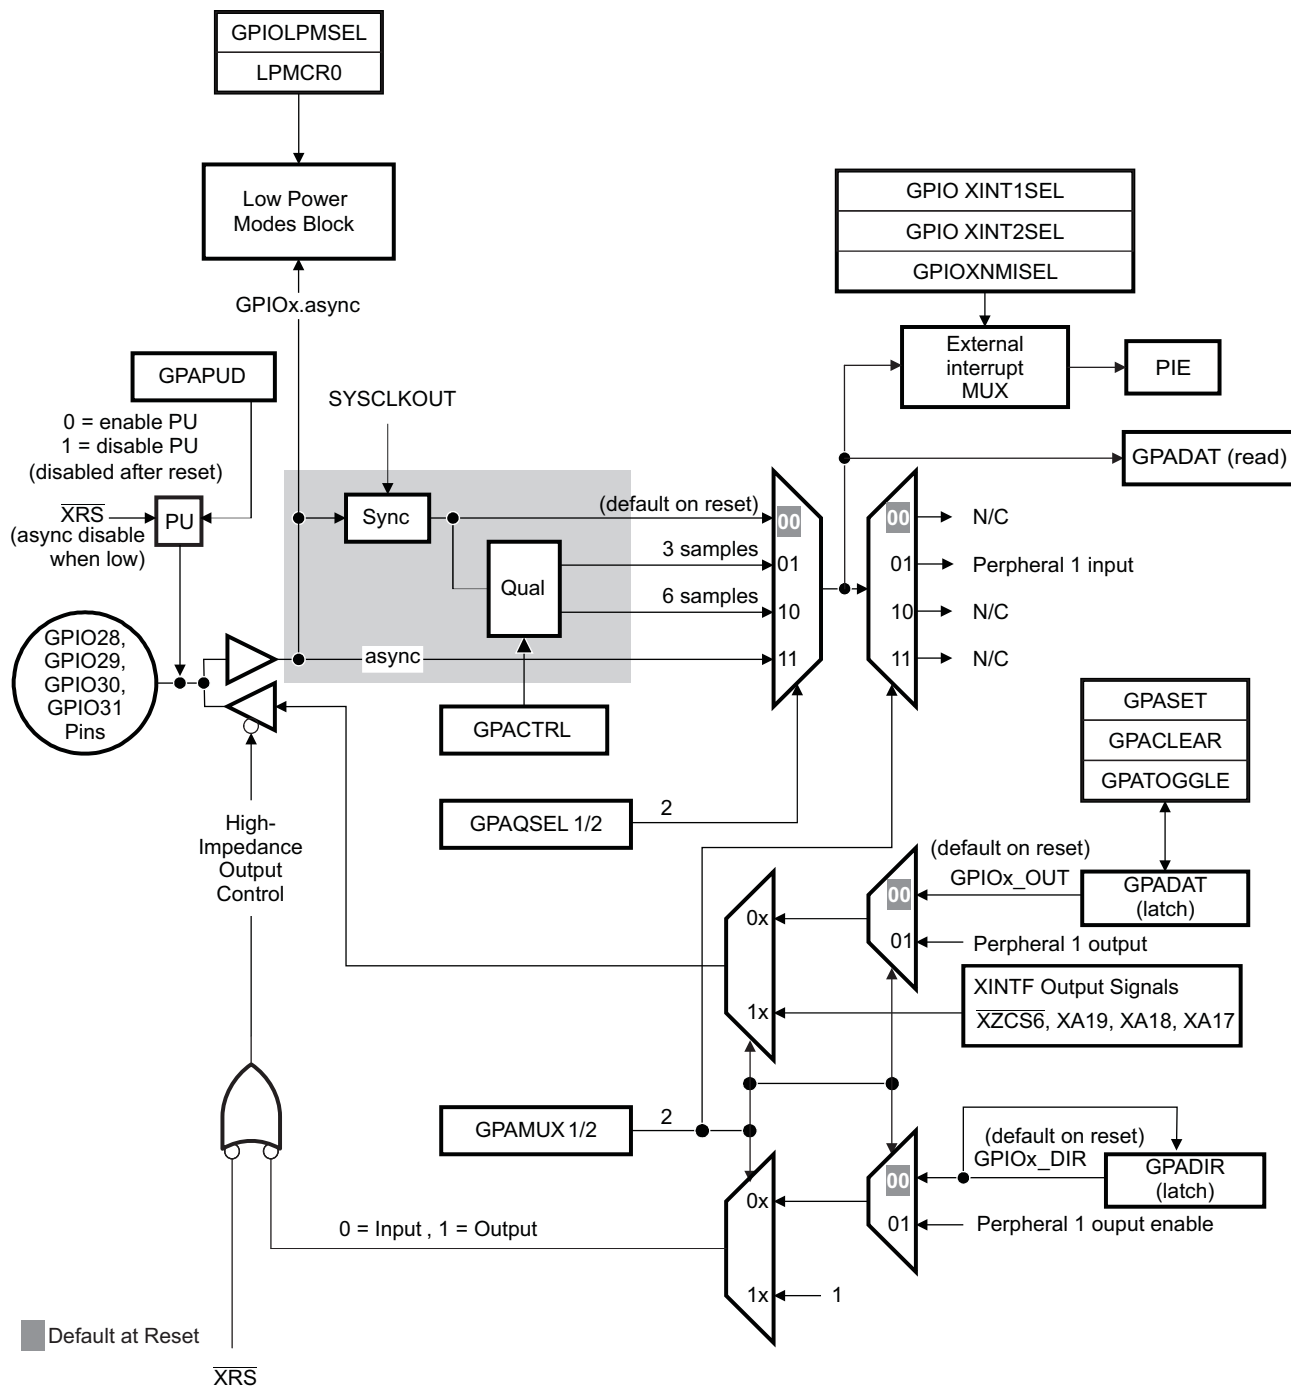 GPIOLPMSEL
LPMCR0
Low Power
Modes Block
GPIOx.async
GPIO XINT1SEL
GPIO XINT2SEL
GPIOXNMISEL
External
interrupt
MUX
PIE
GPAPUD
0 = enable PU
1 = disable PU
(disabled after reset)
XRS
(async disable
when low)
PU
SYSCLKOUT
GPADAT (read)
Sync
(default on reset)
3 samples
Qual
6 samples
async
00
01
10
11
00
01
10
11
N/C
Perpheral 1 input
N/C
N/C
GPIO28,
GPIO29,
GPIO30,
GPIO31
Pins
GPACTRL
GPASET
GPACLEAR
GPATOGGLE
GPAQSEL 1/2
2
High-
Impedance
Output
Control
(default on reset)
GPIOx_OUT
GPADAT
(latch)
00
01
Perpheral 1 output
0x
1x
XINTF Output Signals
XZCS6, XA19, XA18, XA17
GPAMUX 1/2
2
(default on reset)
GPIOx_DIR
GPADIR
(latch)
00
01
Perpheral 1 ouput enable
0x
1x
1
0 = Input , 1 = Output
Default at Reset
XRS